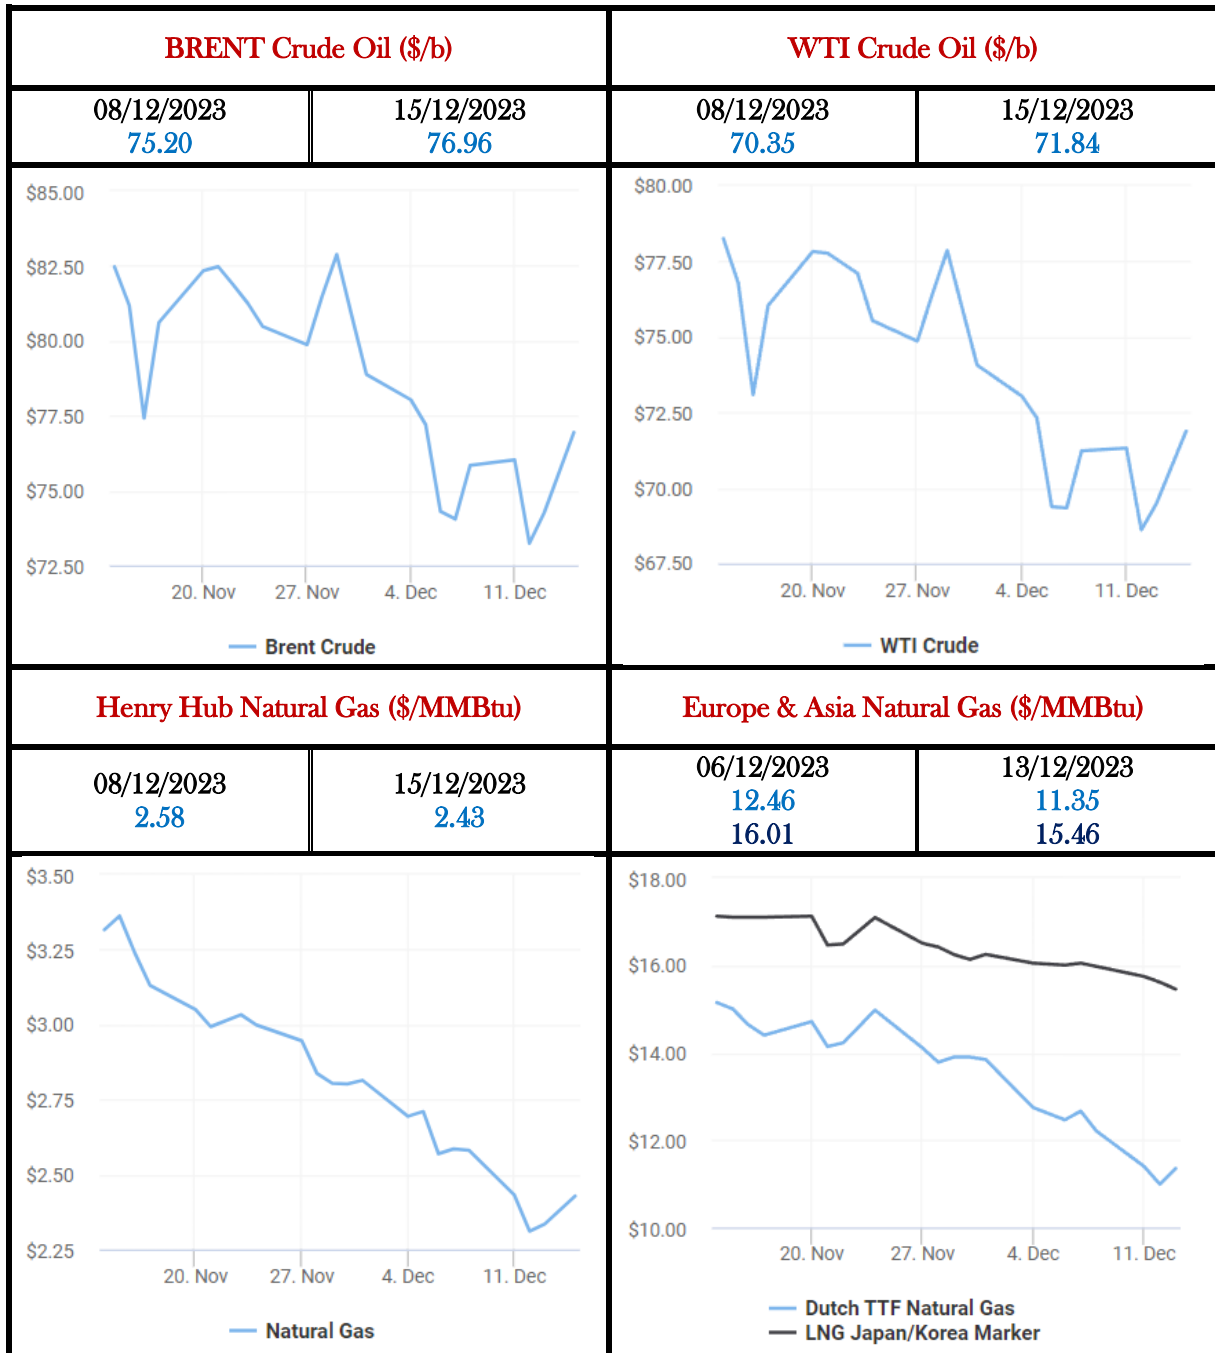 BRENT Crude Oil ($/b)
WTI Crude Oil ($/b)
08/12/2023
75.20
15/12/2023
76.96
08/12/2023
70.35
15/12/2023
71.84
$85.00
$82.50
$80.00
$77.50
$75.00
$72.50
20. Nov
27. Nov
4. Dec
11. Dec
Brent Crude
$80.00
$77.50
$75.00
$72.50
$70.00
$67.50
20. Nov
27. Nov
4. Dec
11. Dec
WTI Crude
Henry Hub Natural Gas ($/MMBtu)
Europe & Asia Natural Gas ($/MMBtu)
08/12/2023
2.58
15/12/2023
2.43
06/12/2023
12.46
16.01
13/12/2023
11.35
15.46
$3.50
$3.25
$3.00
$2.75
$2.50
$2.25
20. Nov
27. Nov
4. Dec
11. Dec
Natural Gas
$18.00
$16.00
$14.00
$12.00
$10.00
20. Nov
27. Nov
4. Dec
11. Dec
Dutch TTF Natural Gas
LNG Japan/Korea Marker